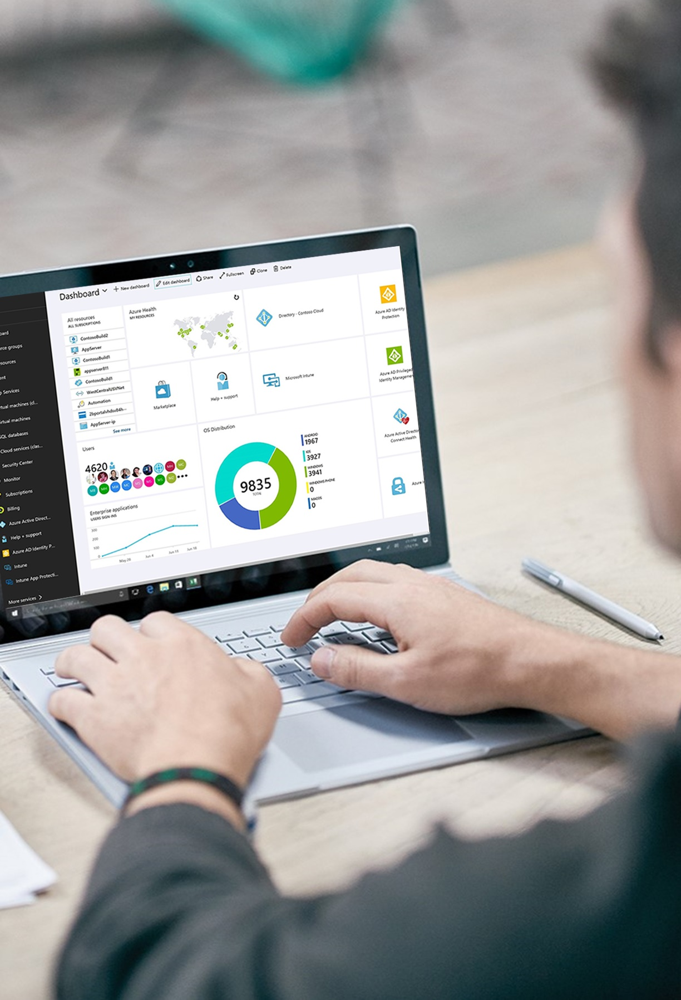 Dashboard
New dashboard
Edit dashboard
Share
Fullscreen
Clone
Delete
All resources
ALL SUBSCRIPTIONS
ContosoBuild2
AppServer
ContosoBuild1
appserver811
ContosoBuild1
WestCentralUSVNet
Automation
2bportalvhdsv84h...
AppServer-ip
See more
Azure Health
MY RESOURCES
Marketplace
Help + support
Directory - Contoso Cloud
Microsoft Intune
Azure AD Identity
Protection
Azure AD Privileged
Identity Managemen
Azure Active Director
Connect Health
Azure
Users
4620
MH
MC
MB
MH
MW
MC
MS
MS
MS
MZ
Enterprise applications
USERS SIGN-INS
300
200
100
0
May 28
Jun 4
Jun 11
Jun 18
OS Distribution
9835
TOTAL
ANDROID
1967
IOS
3927
WINDOWS
3941
WINDOWS PHONE
0
MACOS
0
oard
rce groups
sources
ent
p Services
rtual machines (cl...
irtual machines
SQL databases
Cloud services (clas...
Security Center
Monitor
Subscriptions
Billing
Azure Active Direct...
Help + support
Azure AD Identity P...
Intune
Intune App Protecti...
More services